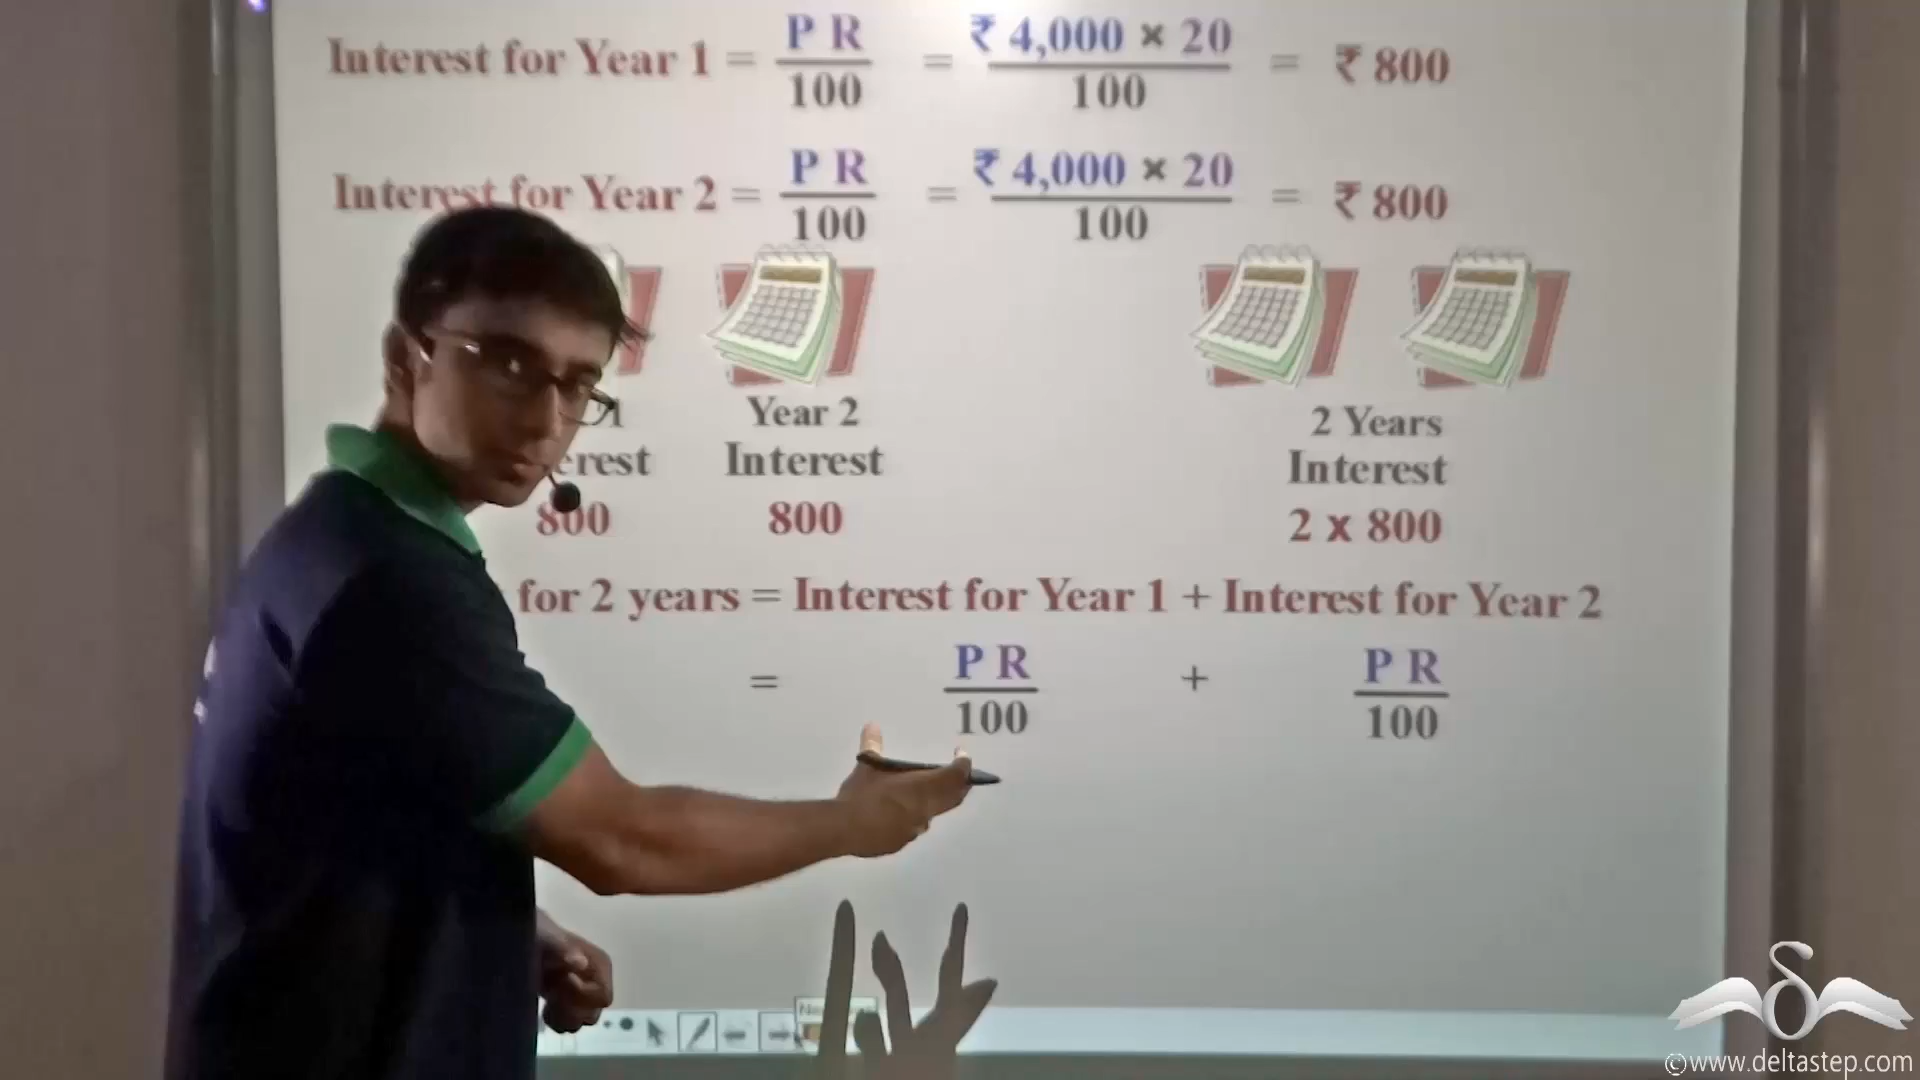 Interest for Year 1 = P R / 100 = ₹ 4,000 × 20 / 100 = ₹ 800
Interest for Year 2 = P R / 100 = ₹ 4,000 × 20 / 100 = ₹ 800
Year 2
2 Years
Interest
Interest
800
800
2 x 800
for 2 years = Interest for Year 1 + Interest for Year 2
= P R / 100 + P R / 100
©www.deltastep.com